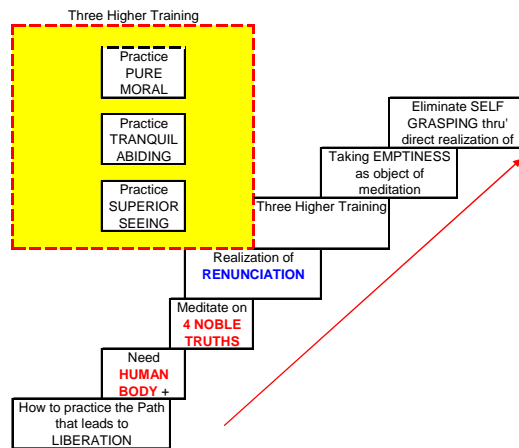 Three Higher Training
Practice
PURE
MORAL
Practice
TRANQUIL
ABIDING
Practice
SUPERIOR
SEEING
Eliminate SELF
GRASPING thru'
direct realization of
Taking EMPTINESS
as object of
meditation
Three Higher Training
Realization of
RENUNCIATION
Meditate on
4 NOBLE
TRUTHS
Need
HUMAN
BODY +
How to practice the Path
that leads to
LIBERATION